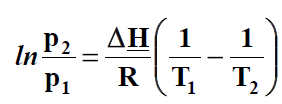 ln p₂/p₁ = ΔH̲/R (1/T₁ − 1/T₂)